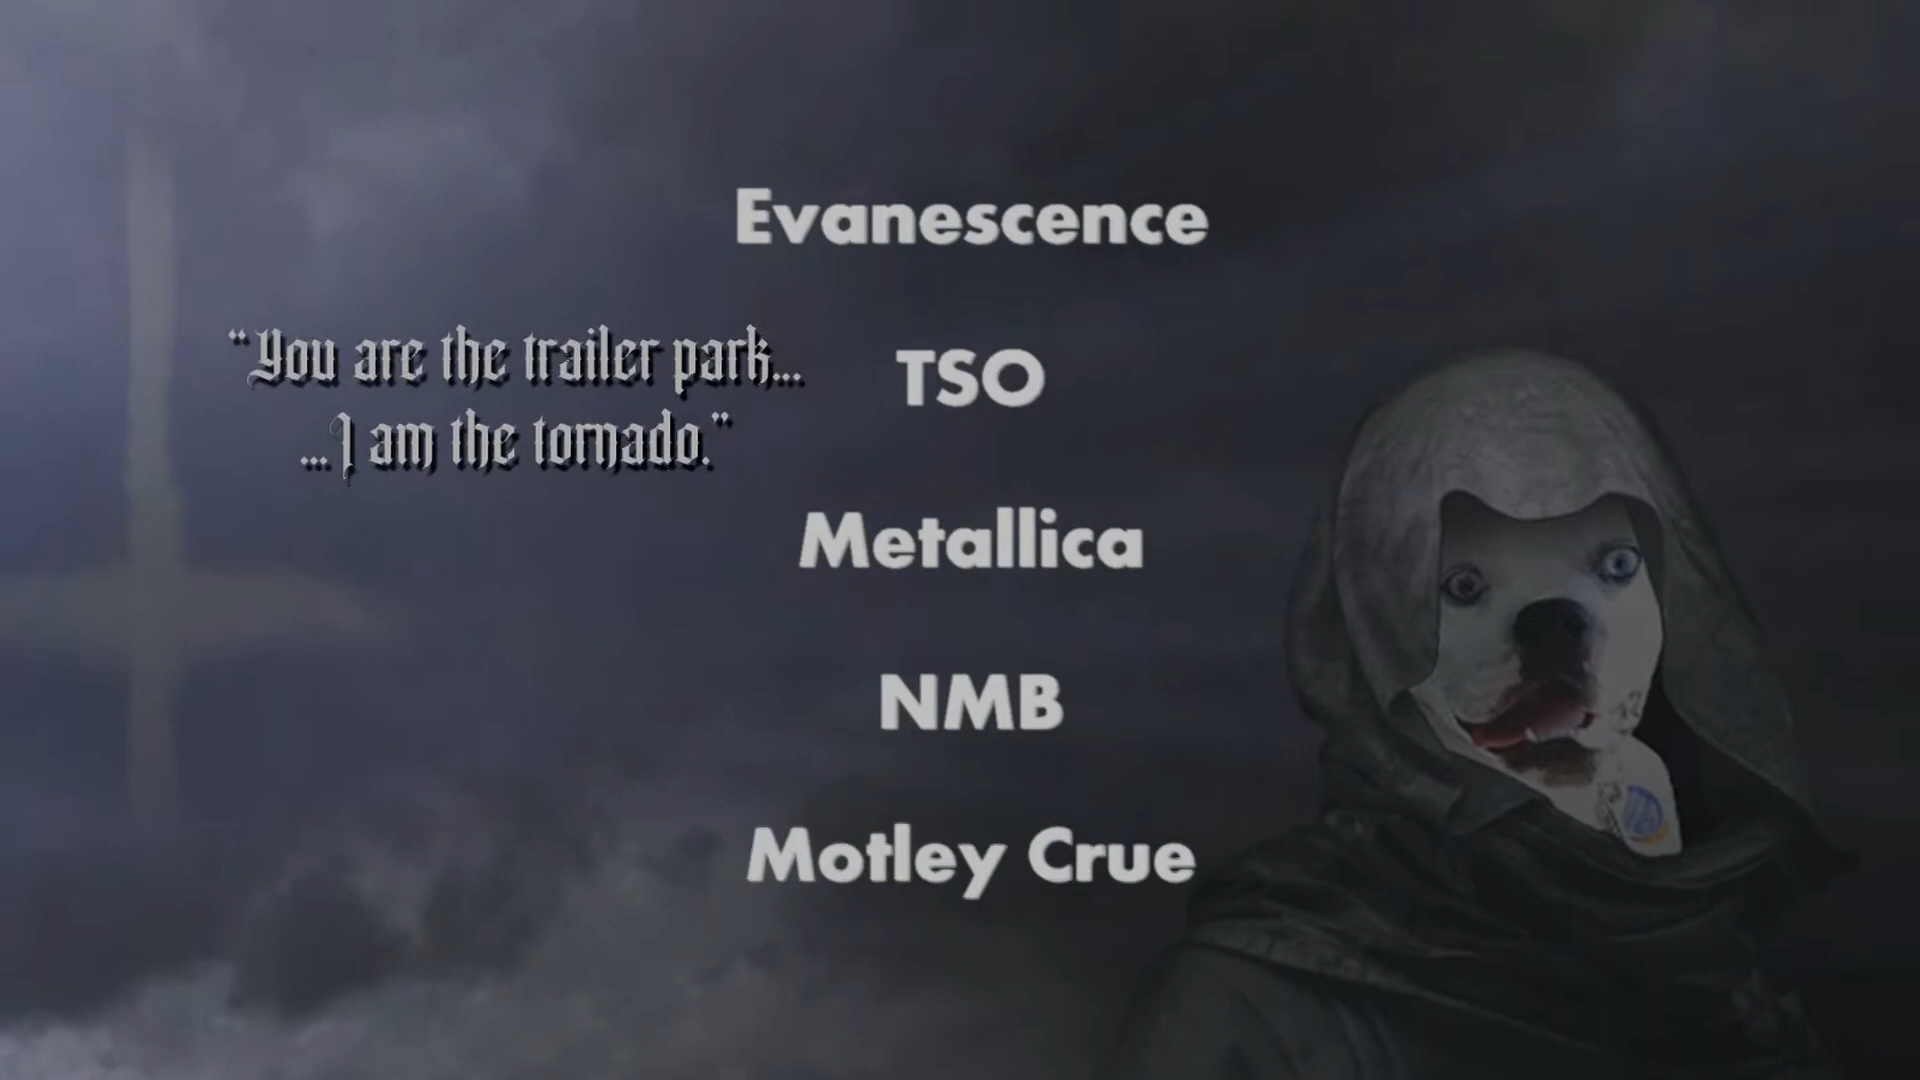 Evanescence
"You are the trailer park...
...I am the tornado."
TSO
Metallica
NMB
Motley Crue